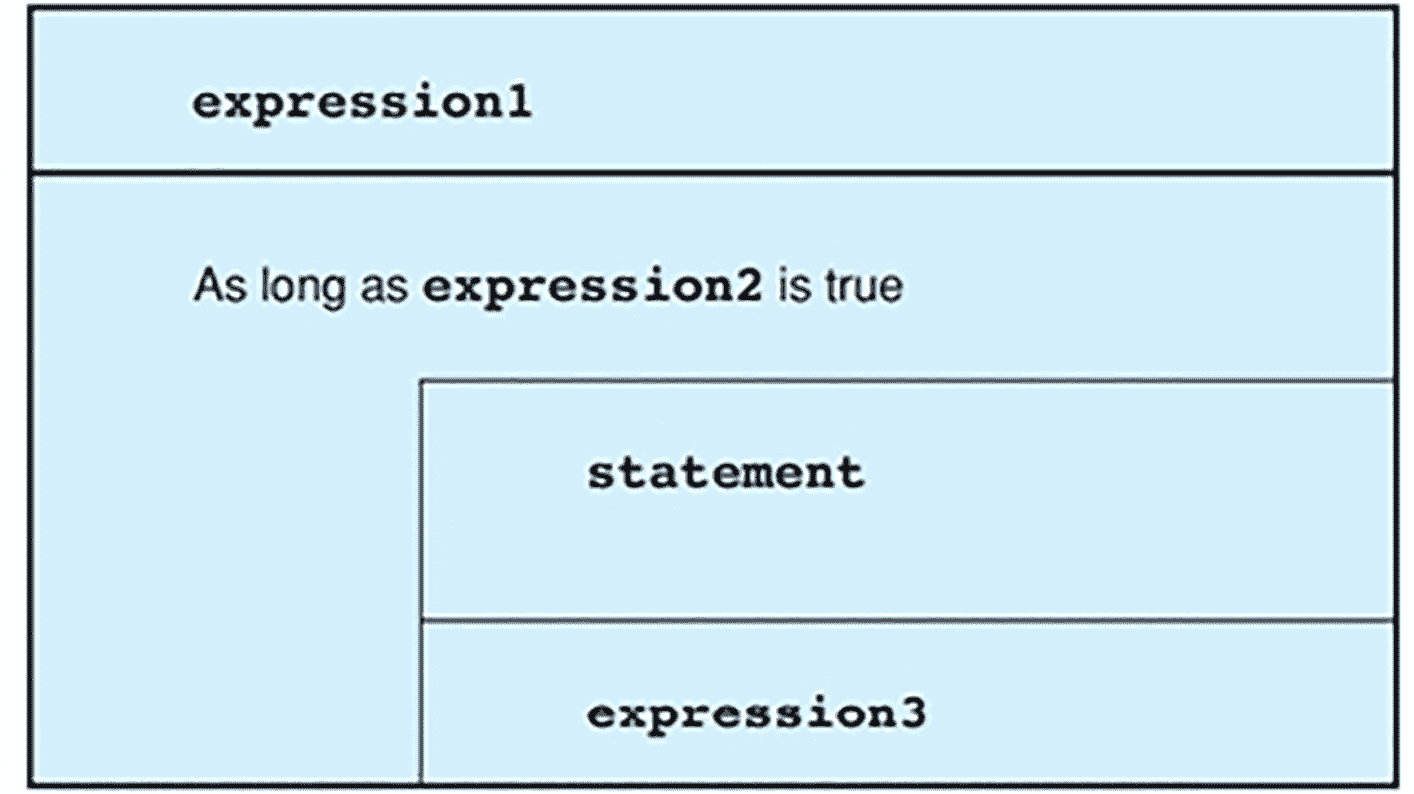 expression1
As long as expression2 is true
statement
expression3